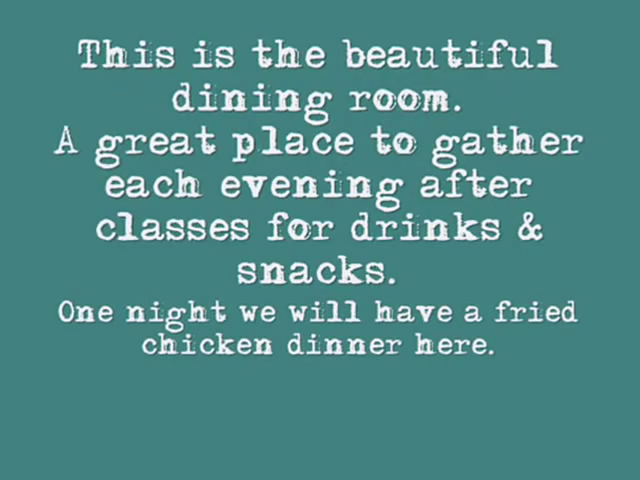 This is the beautiful
dining room.
A great place to gather
each evening after
classes for drinks &
snacks.
One night we will have a fried
chicken dinner here.